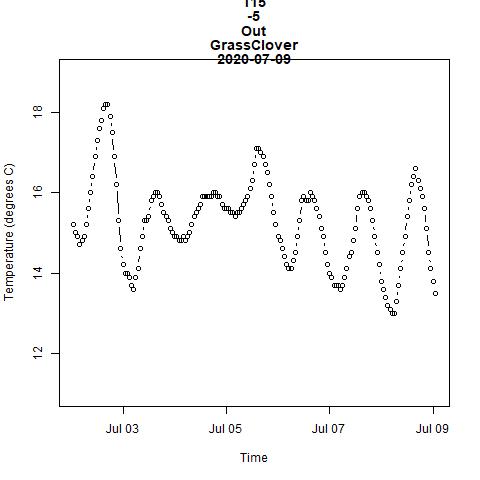 T15
-5
Out
GrassClover
2020-07-09
Temperature (degrees C)
18
16
14
12
Jul 03
Jul 05
Jul 07
Jul 09
Time